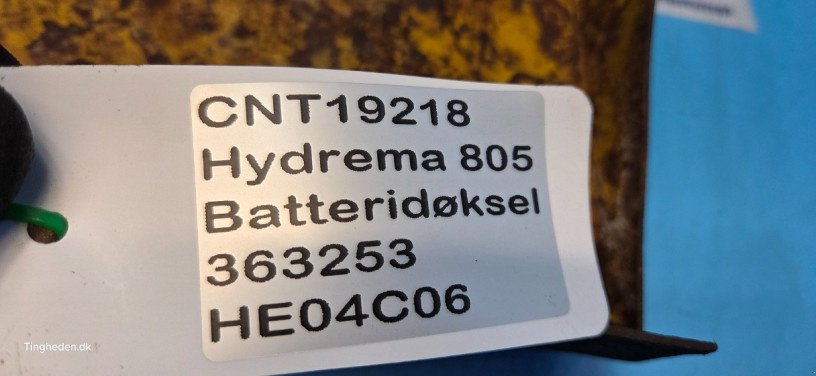 CNT19218
Hydrema 805
Batteridøksel
363253
HE04C06
Tingheden.dk